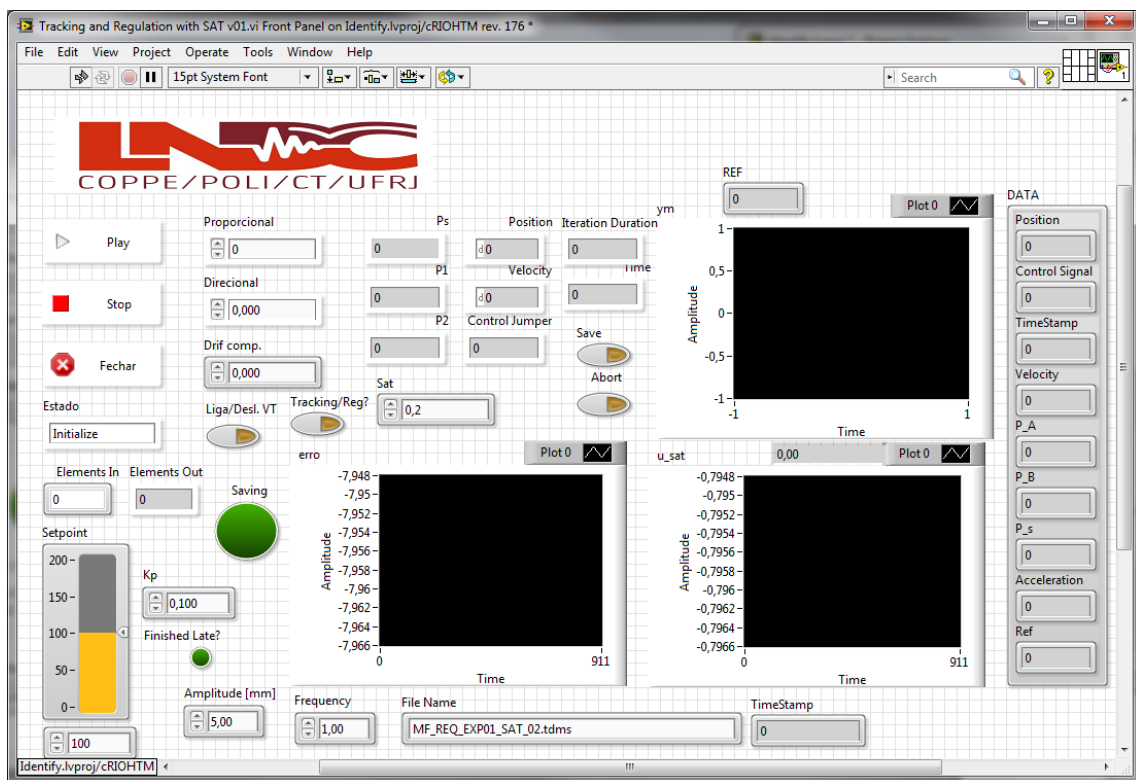 Tracking and Regulation with SAT v01.vi Front Panel on Identify.lvproj/cRIOHTM rev. 176 *
File Edit View Project Operate Tools Window Help
15pt System Font
Search
1
LNDC
COPPE/POLI/CT/UFRJ
Play
Stop
Fechar
Estado
Initialize
Proporcional
0
Direcional
0,000
Drif comp.
0,000
Liga/Desl. VT
Tracking/Reg?
Ps
0
P1
0
P2
0
Position
d 0
Velocity
d 0
Control Jumper
0
Iteration Duration
0
Time
0
Save
Abort
Sat
0,2
REF
0
ym
Plot 0
1
0,5
0
-0,5
-1
Amplitude
-1
1
Time
DATA
Position
0
Control Signal
0
TimeStamp
0
Velocity
0
P_A
0
P_B
0
P_s
0
Acceleration
0
Ref
0
Elements In
0
Elements Out
0
Saving
Setpoint
200
150
100
50
0
100
Kp
0,100
Finished Late?
Amplitude [mm]
5,00
erro
Plot 0
-7,948
-7,95
-7,952
-7,954
-7,956
-7,958
-7,96
-7,962
-7,964
-7,966
Amplitude
0
911
Time
u_sat
0,00
Plot 0
-0,7948
-0,795
-0,7952
-0,7954
-0,7956
-0,7958
-0,796
-0,7962
-0,7964
-0,7966
Amplitude
0
911
Time
Frequency
1,00
File Name
MF_REQ_EXP01_SAT_02.tdms
TimeStamp
0
Identify.lvproj/cRIOHTM